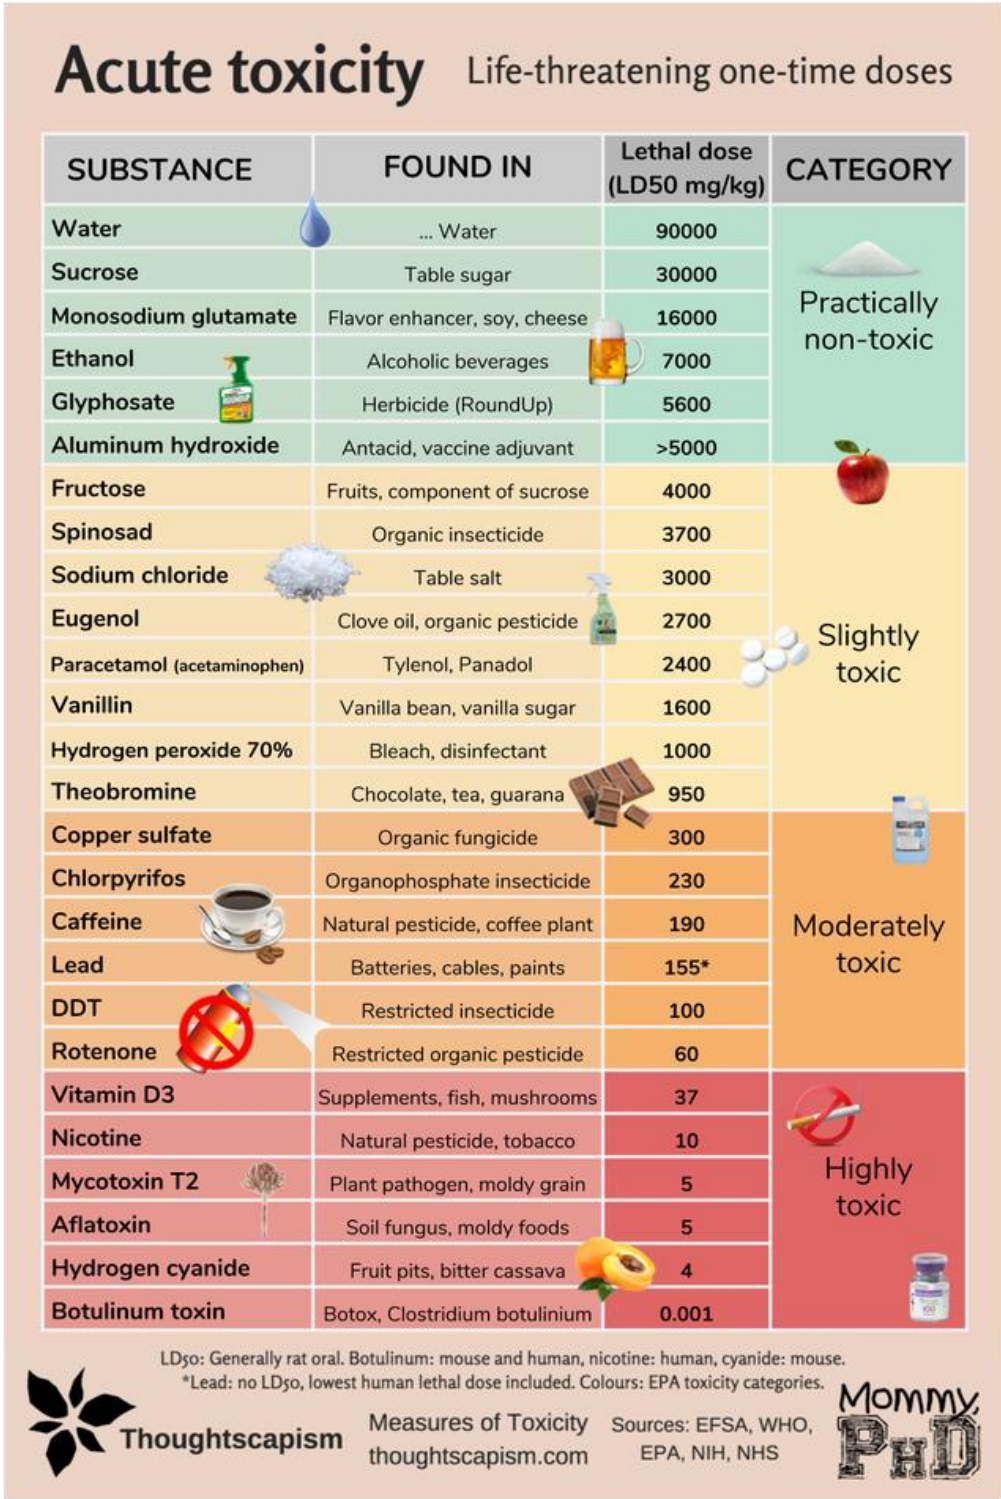 Acute toxicity Life-threatening one-time doses
SUBSTANCE FOUND IN Lethal dose (LD50 mg/kg) CATEGORY
Water ... Water 90000
Sucrose Table sugar 30000
Monosodium glutamate Flavor enhancer, soy, cheese 16000
Practically non-toxic
Ethanol Alcoholic beverages 7000
Glyphosate Herbicide (RoundUp) 5600
Aluminum hydroxide Antacid, vaccine adjuvant >5000
Fructose Fruits, component of sucrose 4000
Spinosad Organic insecticide 3700
Sodium chloride Table salt 3000
Eugenol Clove oil, organic pesticide 2700
Slightly toxic
Paracetamol (acetaminophen) Tylenol, Panadol 2400
Vanillin Vanilla bean, vanilla sugar 1600
Hydrogen peroxide 70% Bleach, disinfectant 1000
Theobromine Chocolate, tea, guarana 950
Copper sulfate Organic fungicide 300
Chlorpyrifos Organophosphate insecticide 230
Caffeine Natural pesticide, coffee plant 190
Moderately toxic
Lead Batteries, cables, paints 155*
DDT Restricted insecticide 100
Rotenone Restricted organic pesticide 60
Vitamin D3 Supplements, fish, mushrooms 37
Nicotine Natural pesticide, tobacco 10
Mycotoxin T2 Plant pathogen, moldy grain 5
Highly toxic
Aflatoxin Soil fungus, moldy foods 5
Hydrogen cyanide Fruit pits, bitter cassava 4
Botulinum toxin Botox, Clostridium botulinium 0.001
LD50: Generally rat oral. Botulinum: mouse and human, nicotine: human, cyanide: mouse.
*Lead: no LD50, lowest human lethal dose included. Colours: EPA toxicity categories.
Thoughtscapism
Measures of Toxicity
thoughtscapism.com
Sources: EFSA, WHO,
EPA, NIH, NHS
Mommy,
PHD